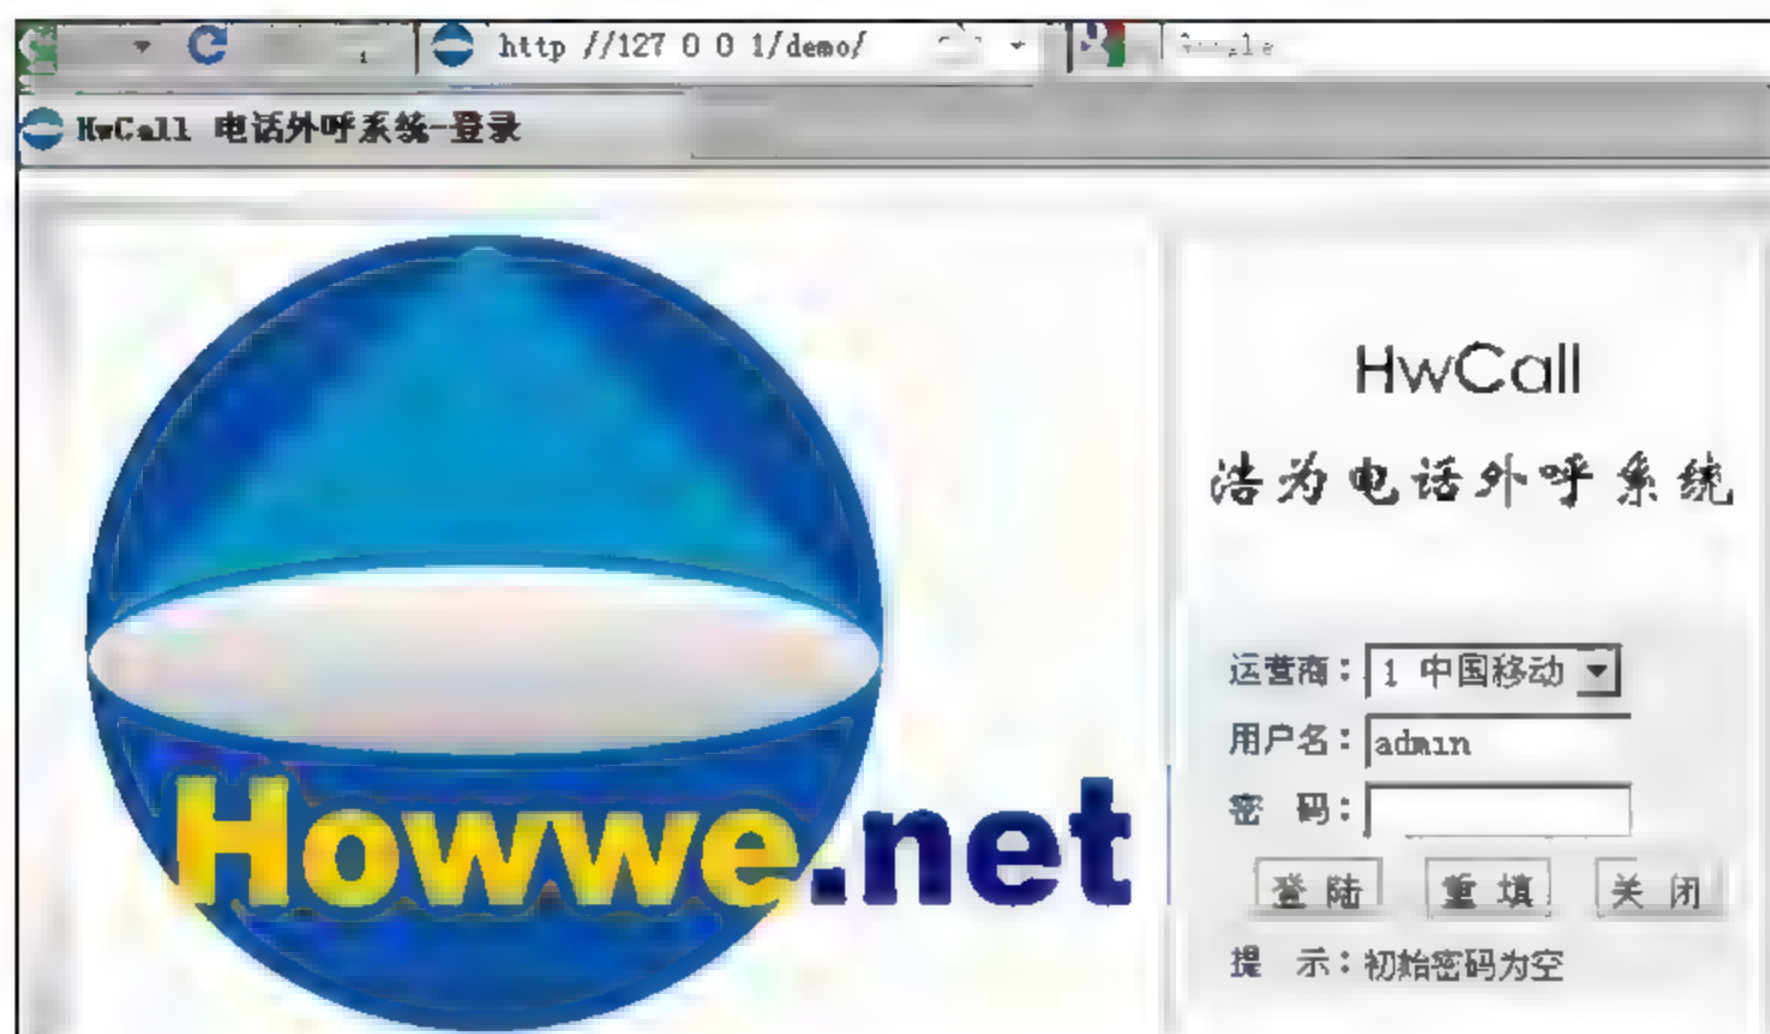 http //127 0 0 1/demo/
HwCall 电话外呼系统-登录
HwCall
浩为电话外呼系统
运营商：1 中国移动
用户名：admin
密 码：
登 陆 重 填 关 闭
提 示：初始密码为空
Howwe.net